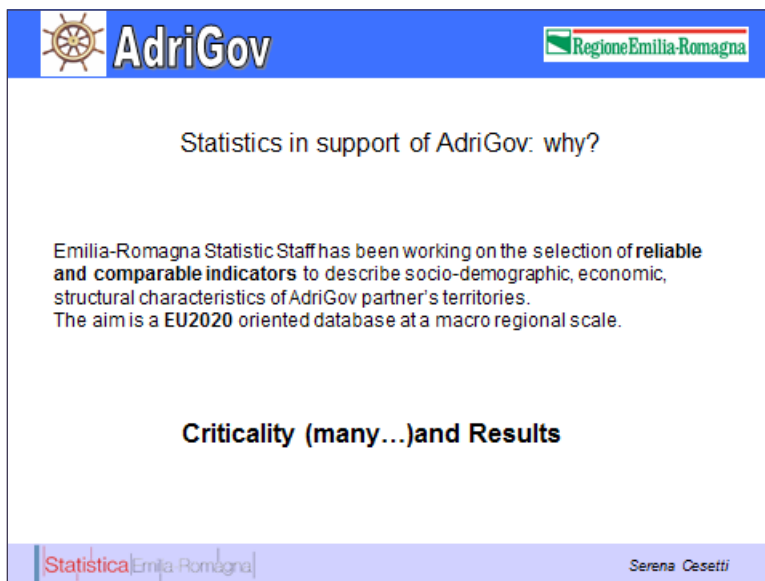 AdriGov
RegioneEmilia-Romagna
Statistics in support of AdriGov: why?
Emilia-Romagna Statistic Staff has been working on the selection of reliable
and comparable indicators to describe socio-demographic, economic,
structural characteristics of AdriGov partner's territories.
The aim is a EU2020 oriented database at a macro regional scale.
Criticality (many...)and Results
Statistica Emilia-Romagna
Serena Cesetti